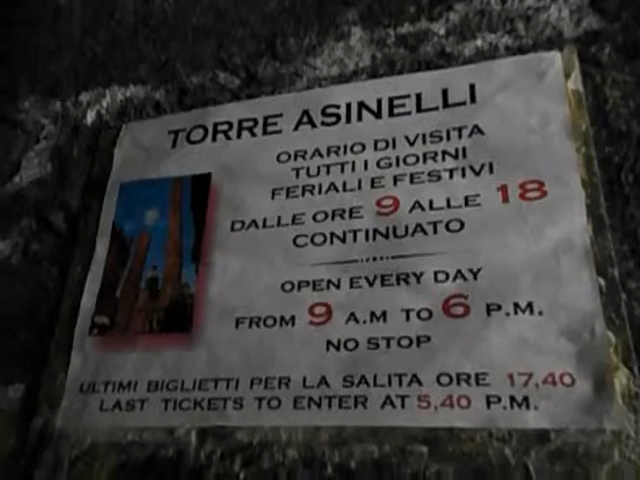 TORRE ASINELLI
ORARIO DI VISITA
TUTTI I GIORNI
FERIALI E FESTIVI
DALLE ORE 9 ALLE 18
CONTINUATO
OPEN EVERY DAY
FROM 9 A.M TO 6 P.M.
NO STOP
ULTIMI BIGLIETTI PER LA SALITA ORE 17,40
LAST TICKETS TO ENTER AT 5,40 P.M.